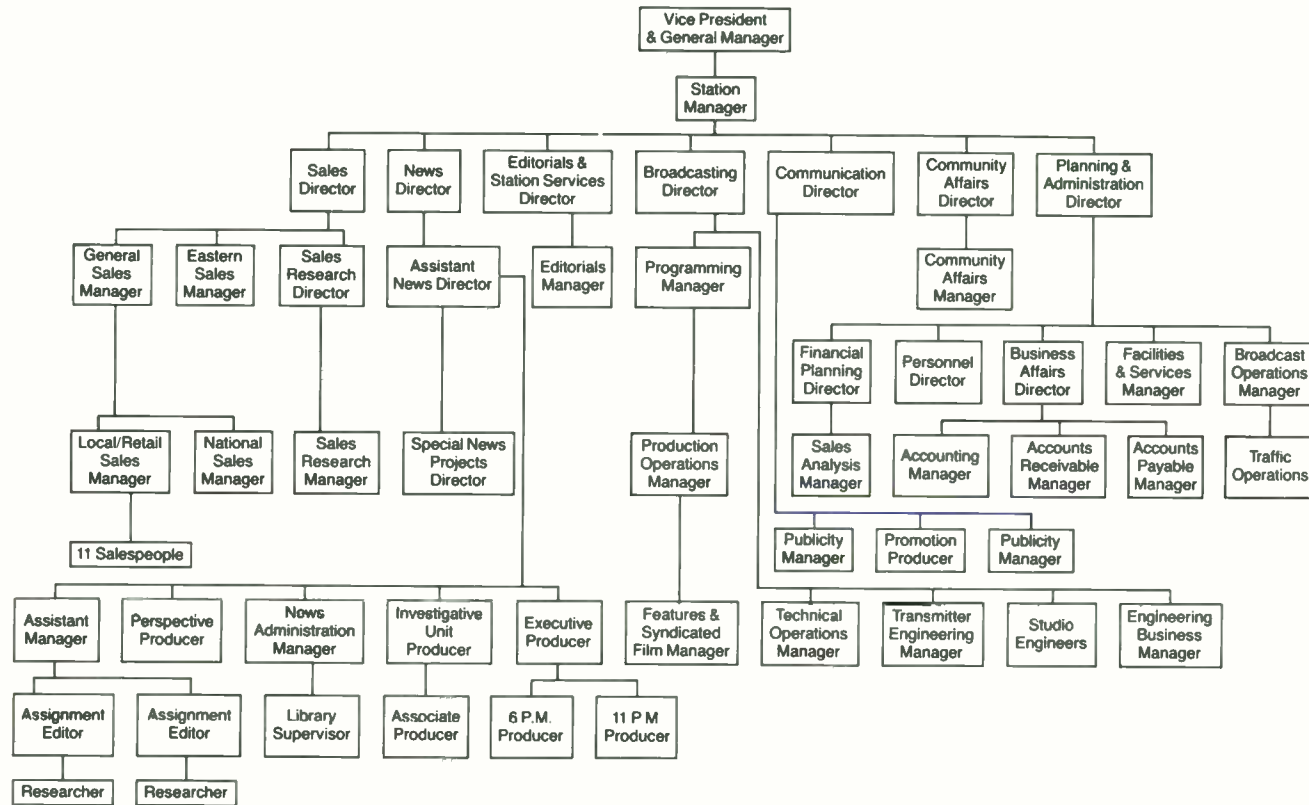 Vice President
& General Manager
Station
Manager
Sales
Director
News
Director
Editorials &
Station Services
Director
Broadcasting
Director
Communication
Director
Community
Affairs
Director
Planning &
Administration
Director
General
Sales
Manager
Eastern
Sales
Manager
Sales
Research
Director
Assistant
News Director
Editorials
Manager
Programming
Manager
Community
Affairs
Manager
Financial
Planning
Director
Personnel
Director
Business
Affairs
Director
Facilities
& Services
Manager
Broadcast
Operations
Manager
Local/Retail
Sales
Manager
National
Sales
Manager
Sales
Research
Manager
Special News
Projects
Director
Production
Operations
Manager
Sales
Analysis
Manager
Accounting
Manager
Accounts
Receivable
Manager
Accounts
Payable
Manager
Traffic
Operations
11 Salespeople
Publicity
Manager
Promotion
Producer
Publicity
Manager
Assistant
Manager
Perspective
Producer
Nows
Administration
Manager
Investigative
Unit
Producer
Executive
Producer
Features &
Syndicated
Film Manager
Technical
Operations
Manager
Transmitter
Engineering
Manager
Studio
Engineers
Engineering
Business
Manager
Assignment
Editor
Assignment
Editor
Library
Supervisor
Associate
Producer
6 P.M.
Producer
11 P M
Producer
Researcher
Researcher